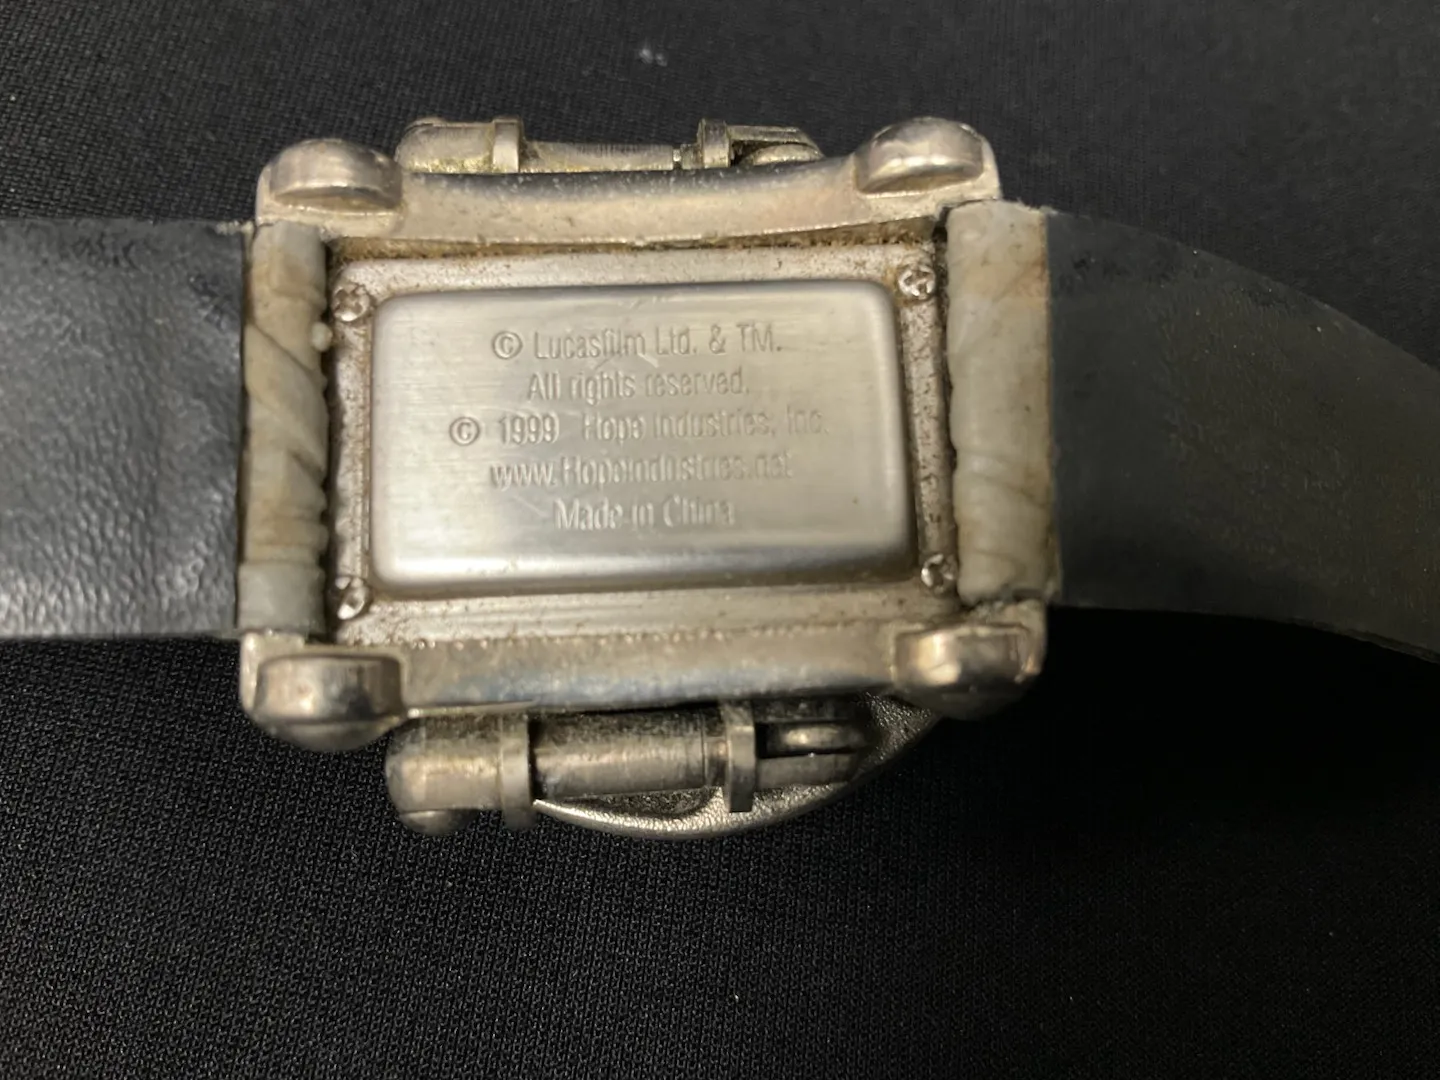 © Lucasfilm Ltd. & TM.
All rights reserved.
© 1999 Hope Industries, Inc.
www.Hopeindustries.net
Made in China